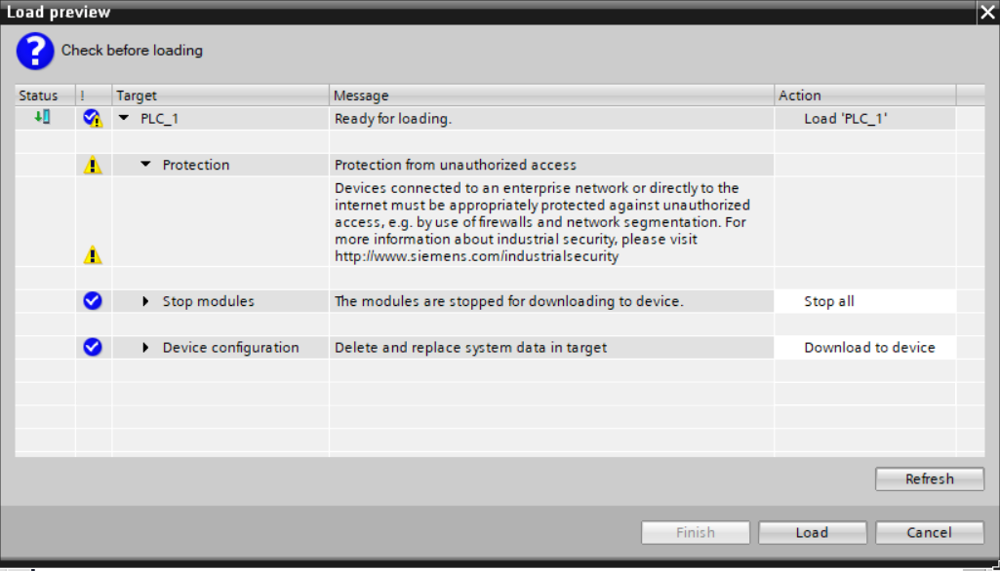 Load preview
Check before loading
Status ! Target Message Action
PLC_1 Ready for loading. Load 'PLC_1'
Protection Protection from unauthorized access
Devices connected to an enterprise network or directly to the
internet must be appropriately protected against unauthorized
access, e.g. by use of firewalls and network segmentation. For
more information about industrial security, please visit
http://www.siemens.com/industrialsecurity
Stop modules The modules are stopped for downloading to device. Stop all
Device configuration Delete and replace system data in target Download to device
Refresh
Finish Load Cancel